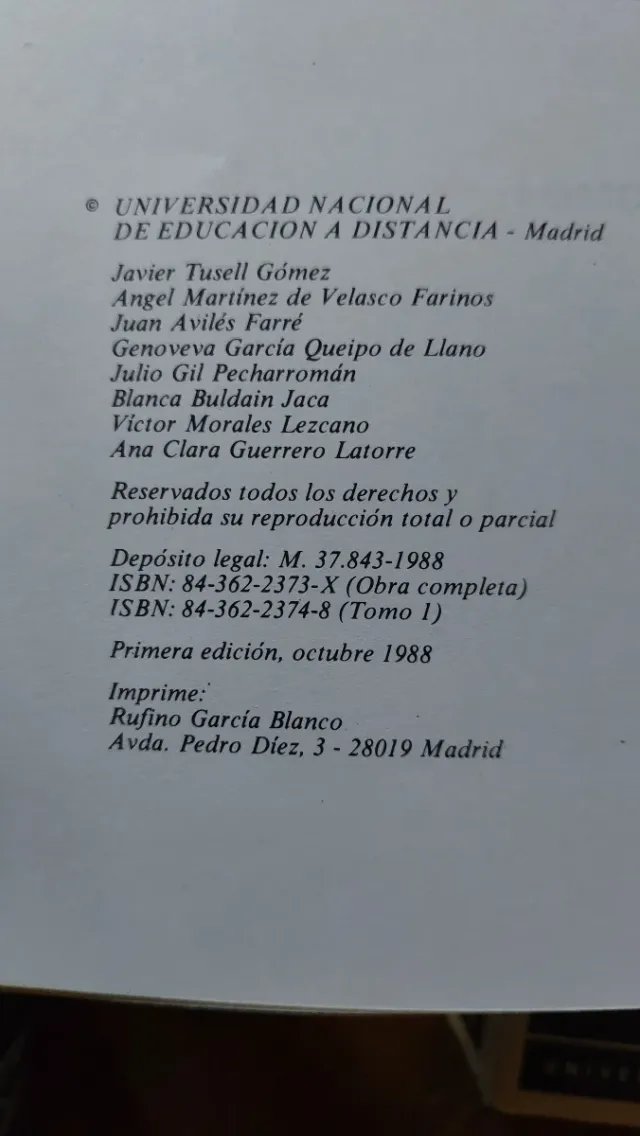 © UNIVERSIDAD NACIONAL
DE EDUCACION A DISTANCIA - Madrid
Javier Tusell Gómez
Angel Martínez de Velasco Farinos
Juan Avilés Farré
Genoveva García Queipo de Llano
Julio Gil Pecharromán
Blanca Buldain Jaca
Víctor Morales Lezcano
Ana Clara Guerrero Latorre
Reservados todos los derechos y
prohibida su reproducción total o parcial
Depósito legal: M. 37.843-1988
ISBN: 84-362-2373-X (Obra completa)
ISBN: 84-362-2374-8 (Tomo 1)
Primera edición, octubre 1988
Imprime:
Rufino García Blanco
Avda. Pedro Díez, 3 - 28019 Madrid